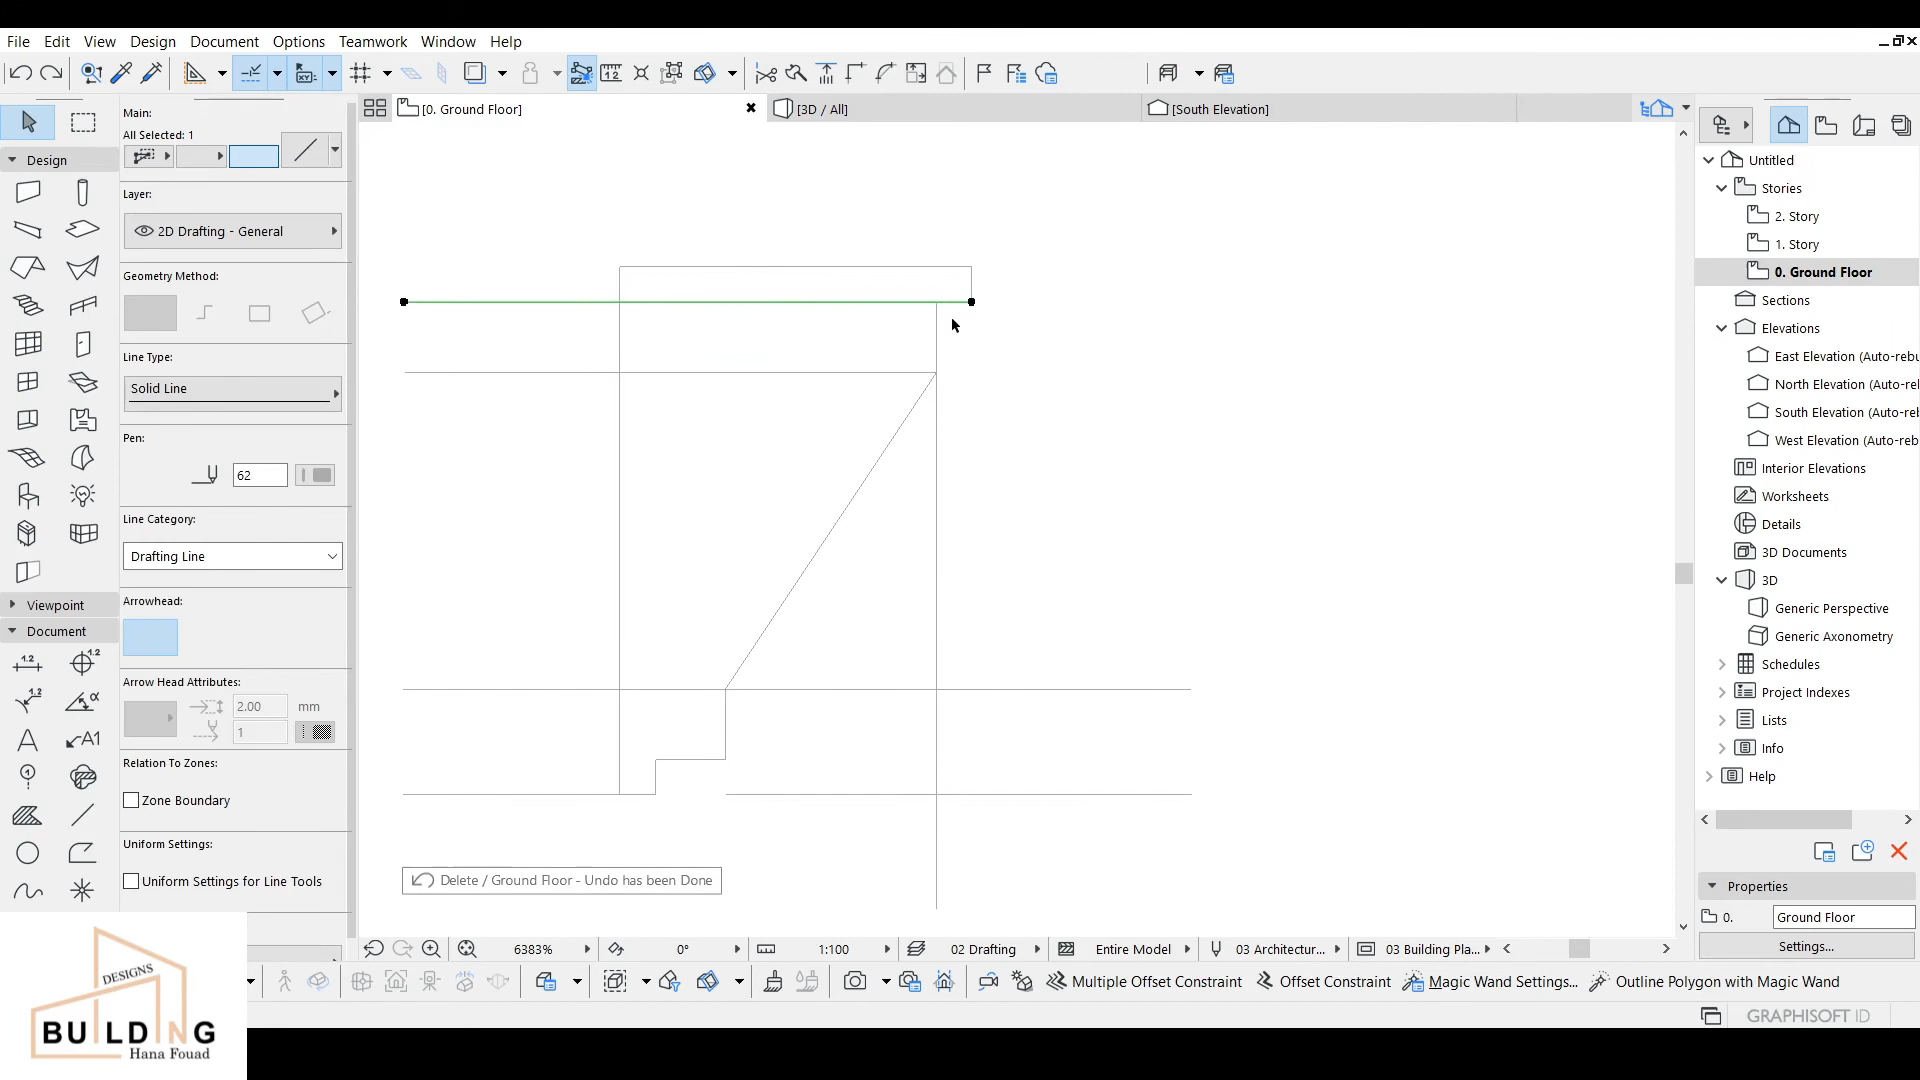 File Edit View Design Document Options Teamwork Window Help
[0. Ground Floor]
[3D / All]
[South Elevation]
Main:
All Selected: 1
Design
Layer:
2D Drafting - General
Geometry Method:
Line Type:
Solid Line
Pen:
62
Line Category:
Drafting Line
Viewpoint
Arrowhead:
Document
Arrow Head Attributes:
2.00 mm
1
Relation To Zones:
Zone Boundary
Uniform Settings:
Uniform Settings for Line Tools
Delete / Ground Floor - Undo has been Done
Untitled
Stories
2. Story
1. Story
0. Ground Floor
Sections
Elevations
East Elevation (Auto-rebu
North Elevation (Auto-rel
South Elevation (Auto-re
West Elevation (Auto-reb
Interior Elevations
Worksheets
Details
3D Documents
3D
Generic Perspective
Generic Axonometry
Schedules
Project Indexes
Lists
Info
Help
Properties
0. Ground Floor
Settings...
6383% 0° 1:100 02 Drafting Entire Model 03 Architectur... 03 Building Pla...
Multiple Offset Constraint Offset Constraint Magic Wand Settings... Outline Polygon with Magic Wand
GRAPHISOFT ID
DESIGNS
BUILDING
Hana Fouad